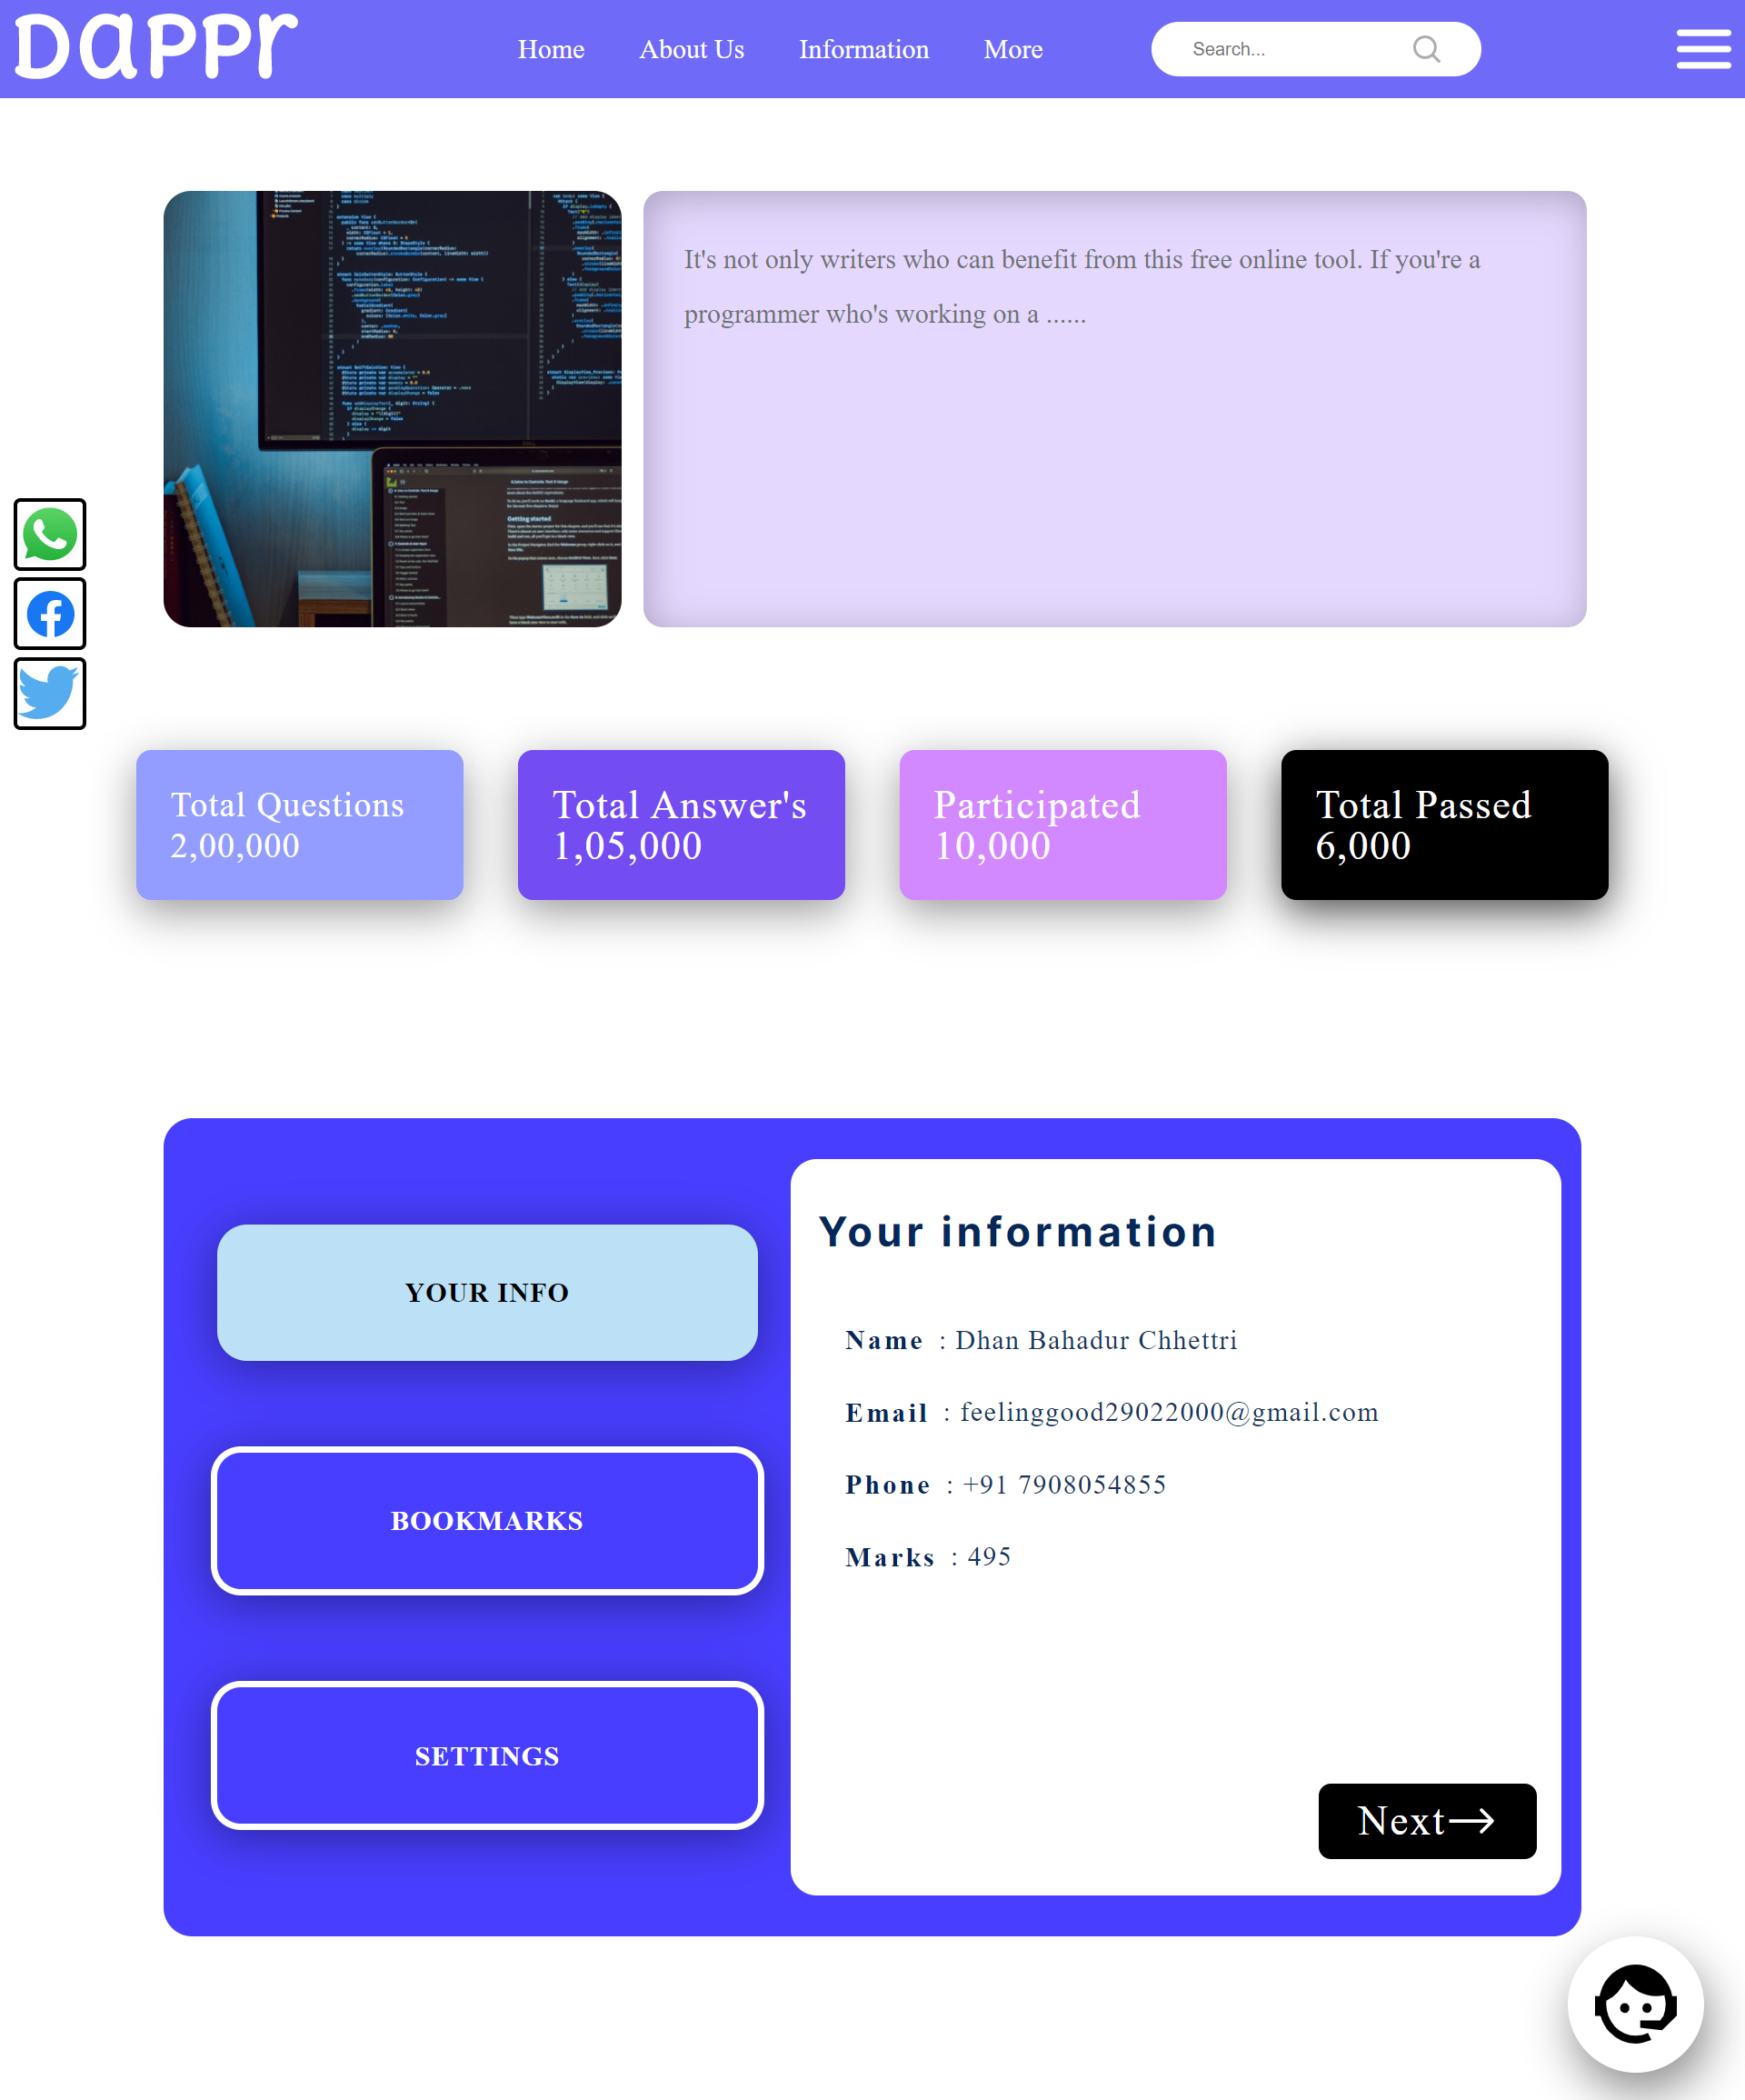 Dappr
Home
About Us
Information
More
Search...
It's not only writers who can benefit from this free online tool. If you're a
programmer who's working on a ......
Getting started
Total Questions
2,00,000
Total Answer's
1,05,000
Participated
10,000
Total Passed
6,000
YOUR INFO
BOOKMARKS
SETTINGS
Your information
Name : Dhan Bahadur Chhettri
Email : feelinggood29022000@gmail.com
Phone : +91 7908054855
Marks : 495
Next